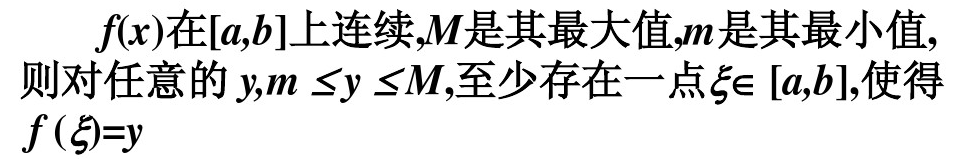 f(x)在[a,b]上连续,M是其最大值,m是其最小值,
则对任意的 y,m ≤y ≤M,至少存在一点ξ∈ [a,b],使得
f (ξ)=y